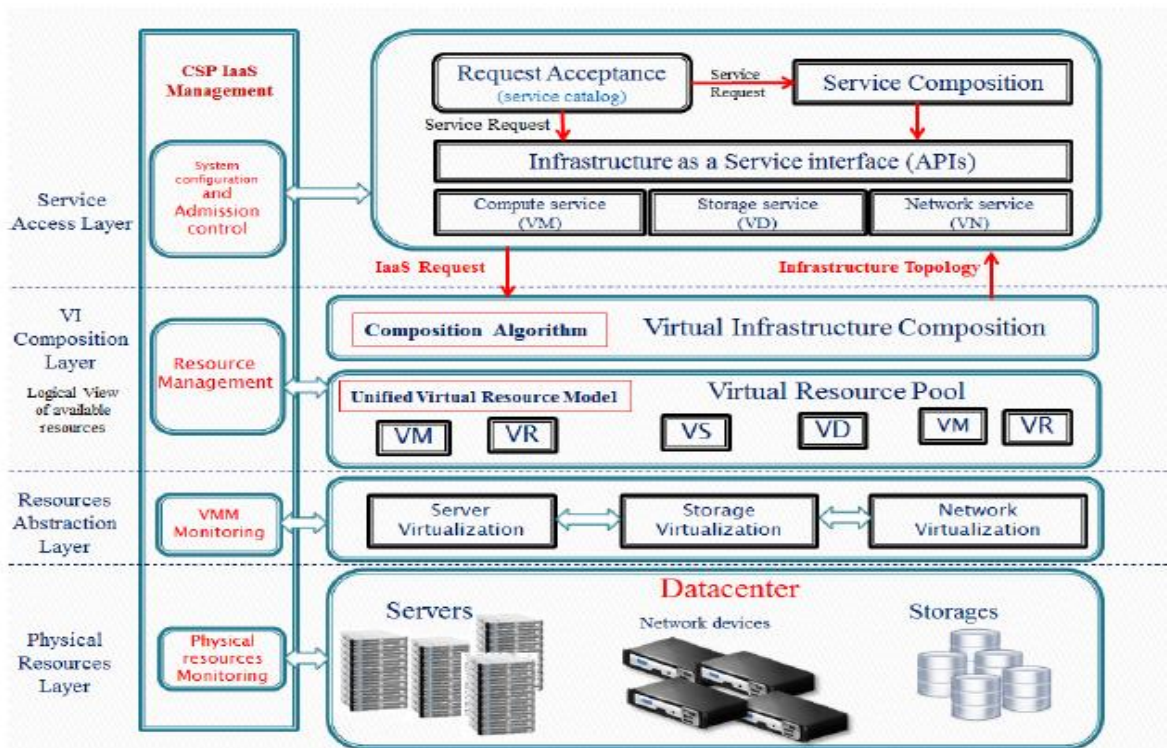 CSP IaaS
Management
Request Acceptance
(service catalog)
Service
Request
Service Composition
Service Request
Infrastructure as a Service interface (APIs)
Compute service
(VM)
Storage service
(VD)
Network service
(VN)
System
configuration
and
Admission
control
Service
Access Layer
IaaS Request
Infrastructure Topology
VI
Composition
Layer
Logical View
of available
resources
Resource
Management
Composition Algorithm
Virtual Infrastructure Composition
Unified Virtual Resource Model
Virtual Resource Pool
VM
VR
VS
VD
VM
VR
Resources
Abstraction
Layer
VMM
Monitoring
Server
Virtualization
Storage
Virtualization
Network
Virtualization
Physical
Resources
Layer
Physical
resources
Monitoring
Datacenter
Servers
Network devices
Storages